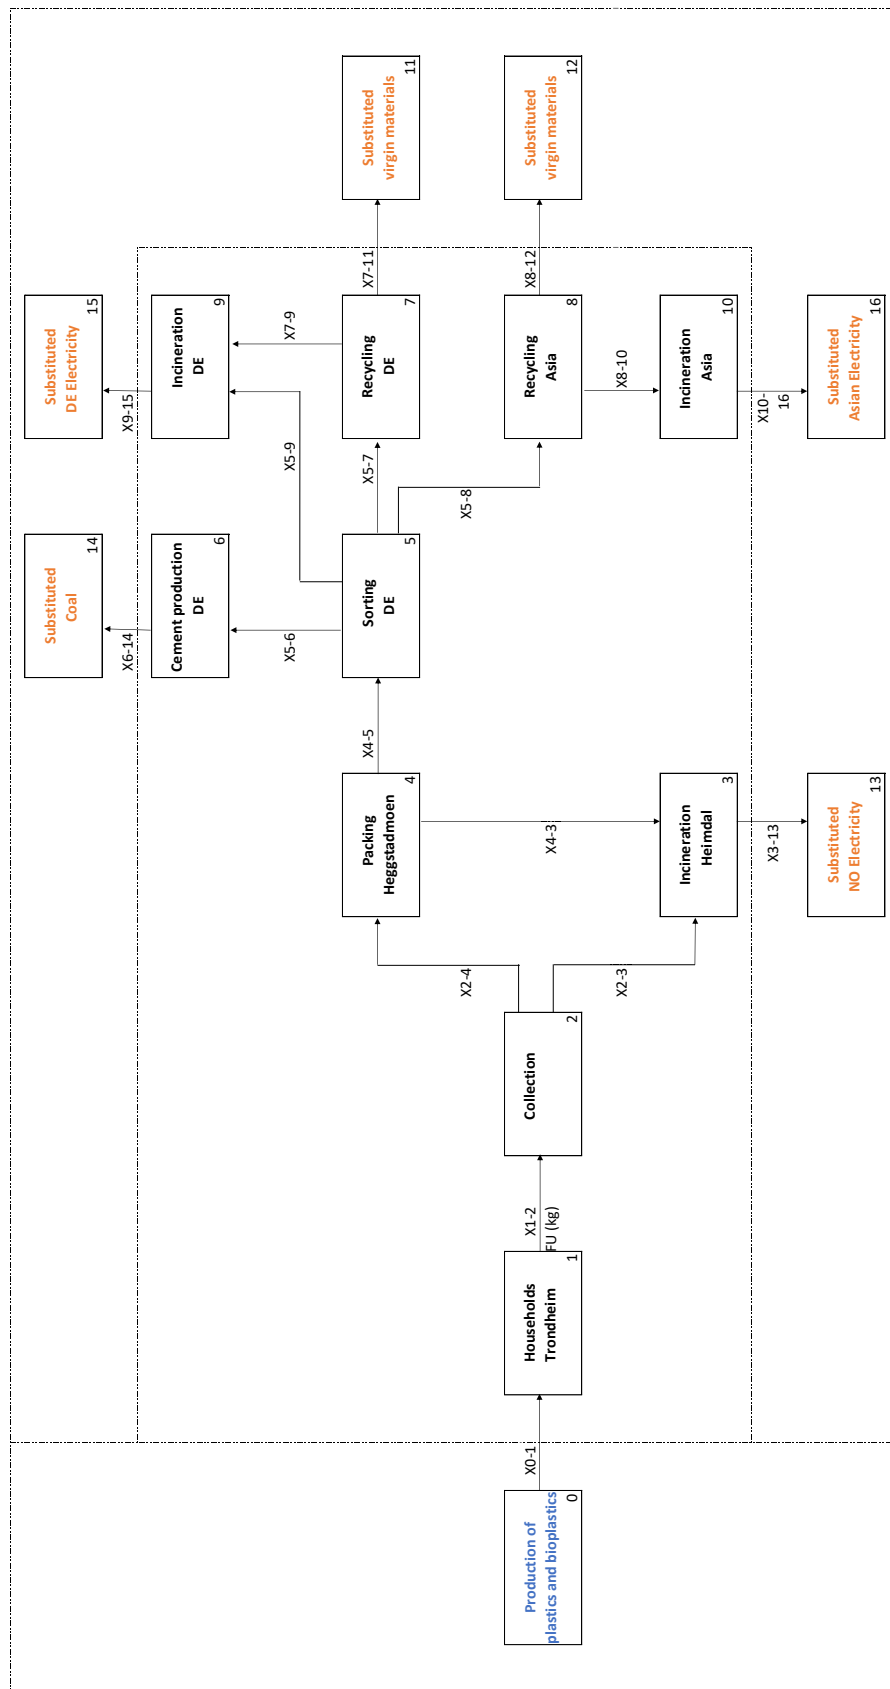 Production of
plastics and bioplastics
0
X0-1
Households
Trondheim
1
X1-2
FU (kg)
Collection
2
X2-4
X2-3
Packing
Heggstadmoen
4
X4-3
Incineration
Heimdal
3
X3-13
Substituted
NO Electricity
13
X4-5
Sorting
DE
5
X5-6
Cement production
DE
6
X6-14
Substituted
Coal
14
X5-9
X5-7
X5-8
Incineration
DE
9
X9-15
Substituted
DE Electricity
15
X7-9
Recycling
DE
7
X7-11
Substituted
virgin materials
11
Recycling
Asia
8
X8-12
Substituted
virgin materials
12
X8-10
Incineration
Asia
10
X10-
16
Substituted
Asian Electricity
16